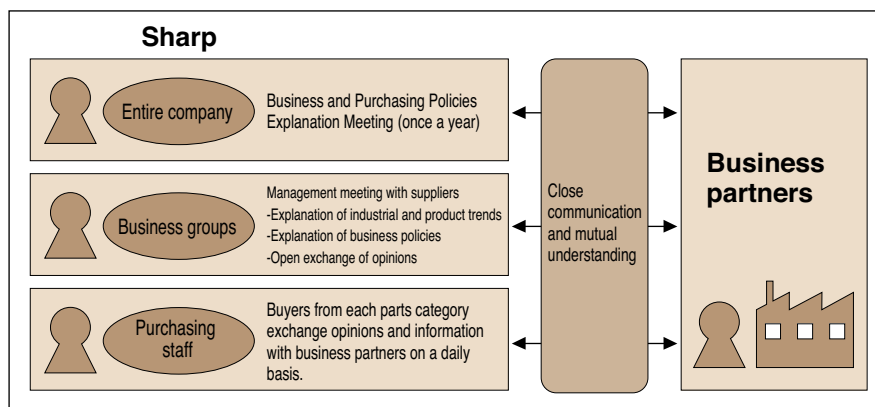 Sharp
Entire company
Business and Purchasing Policies
Explanation Meeting (once a year)
Business groups
Management meeting with suppliers
-Explanation of industrial and product trends
-Explanation of business policies
-Open exchange of opinions
Purchasing
staff
Buyers from each parts category
exchange opinions and information
with business partners on a daily
basis.
Close
communication
and mutual
understanding
Business
partners